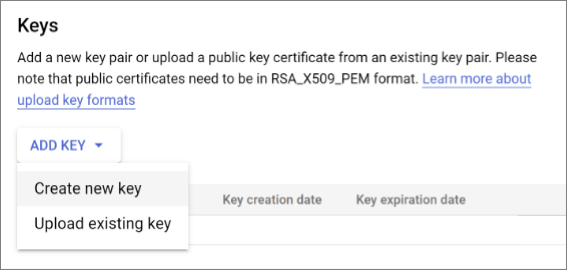 Keys
Add a new key pair or upload a public key certificate from an existing key pair. Please
note that public certificates need to be in RSA_X509_PEM format. Learn more about
upload key formats
ADD KEY
Create new key
Key creation date Key expiration date
Upload existing key